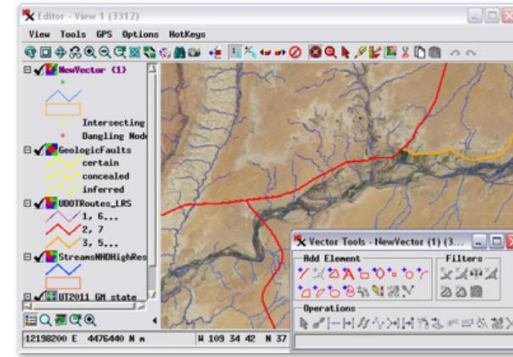 Editor - View 1 (3312)
View Tools GPS Options HotKeys
NewVector (1)
Intersecting
Dangling Node
GeologicFaults
certain
concealed
inferred
UDOTRoutes_LRS
1, 6...
2, 7
3, 5...
StreamsNHDHighRes
UT2011 GM state
Vector Tools - NewVector (1) (3...
Add Element
Filters
Operations
12198200 E 4476440 N m
W 109 34 42 N 37